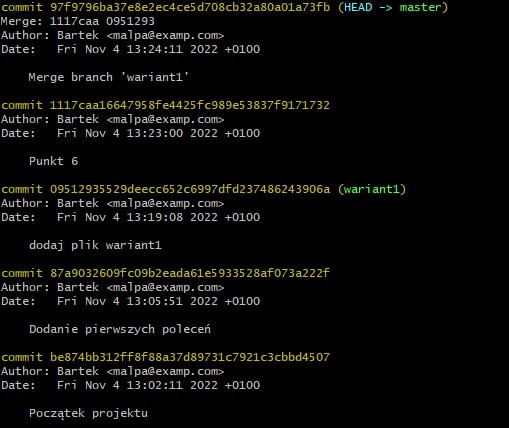 commit 97f9796ba37e8e2ec4ce5d708cb32a80a01a73fb (HEAD -> master)
Merge: 1117caa 0951293
Author: Bartek <malpa@examp.com>
Date:   Fri Nov 4 13:24:11 2022 +0100
Merge branch 'wariant1'
commit 1117caa16647958fe4425fc989e53837f9171732
Author: Bartek <malpa@examp.com>
Date:   Fri Nov 4 13:23:00 2022 +0100
Punkt 6
commit 09512935529deecc652c6997dfd237486243906a (wariant1)
Author: Bartek <malpa@examp.com>
Date:   Fri Nov 4 13:19:08 2022 +0100
dodaj plik wariant1
commit 87a9032609fc09b2eada61e5933528af073a222f
Author: Bartek <malpa@examp.com>
Date:   Fri Nov 4 13:05:51 2022 +0100
Dodanie pierwszych poleceń
commit be874bb312ff8f88a37d89731c7921c3cbbd4507
Author: Bartek <malpa@examp.com>
Date:   Fri Nov 4 13:02:11 2022 +0100
Początek projektu